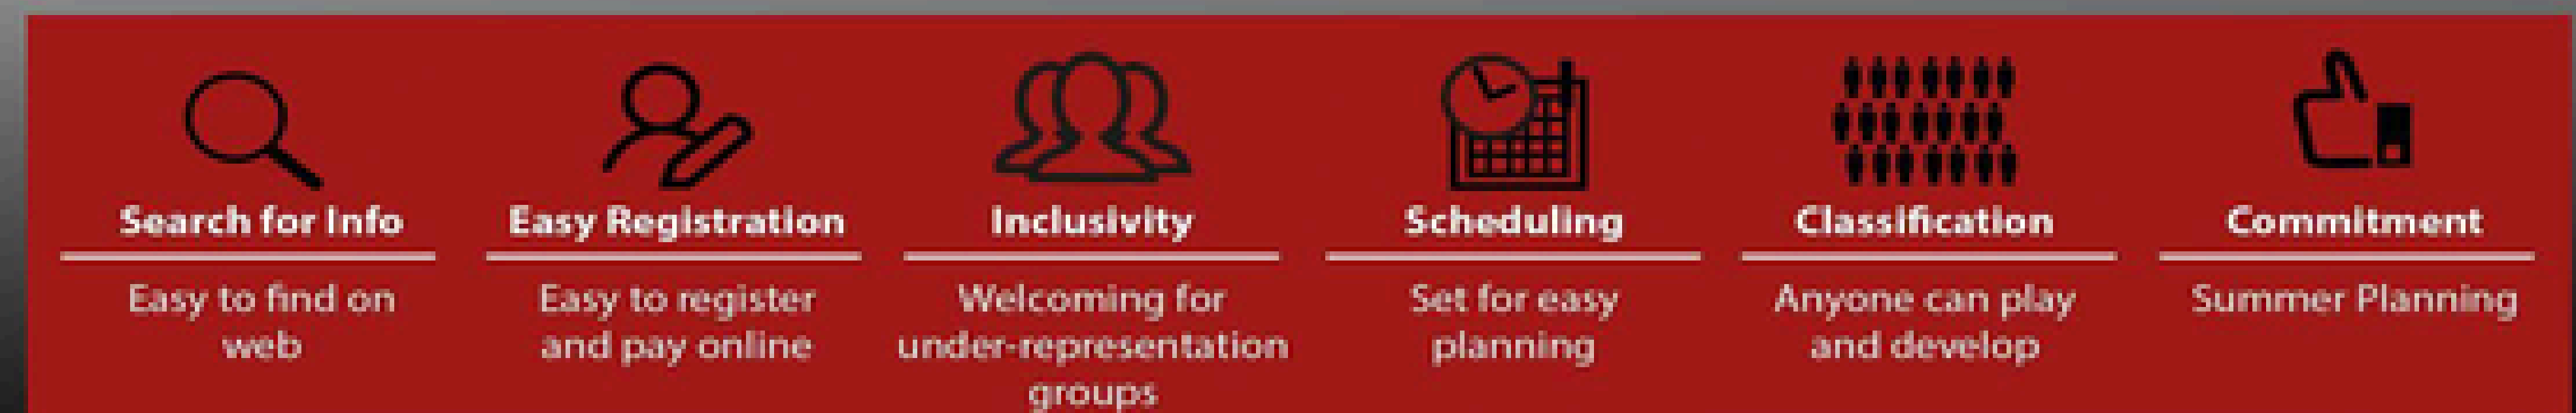 Search for Info
Easy to find on
web
Easy Registration
Easy to register
and pay online
Inclusivity
Welcoming for
under-representation
groups
Scheduling
Set for easy
planning
Classification
Anyone can play
and develop
Commitment
Summer Planning